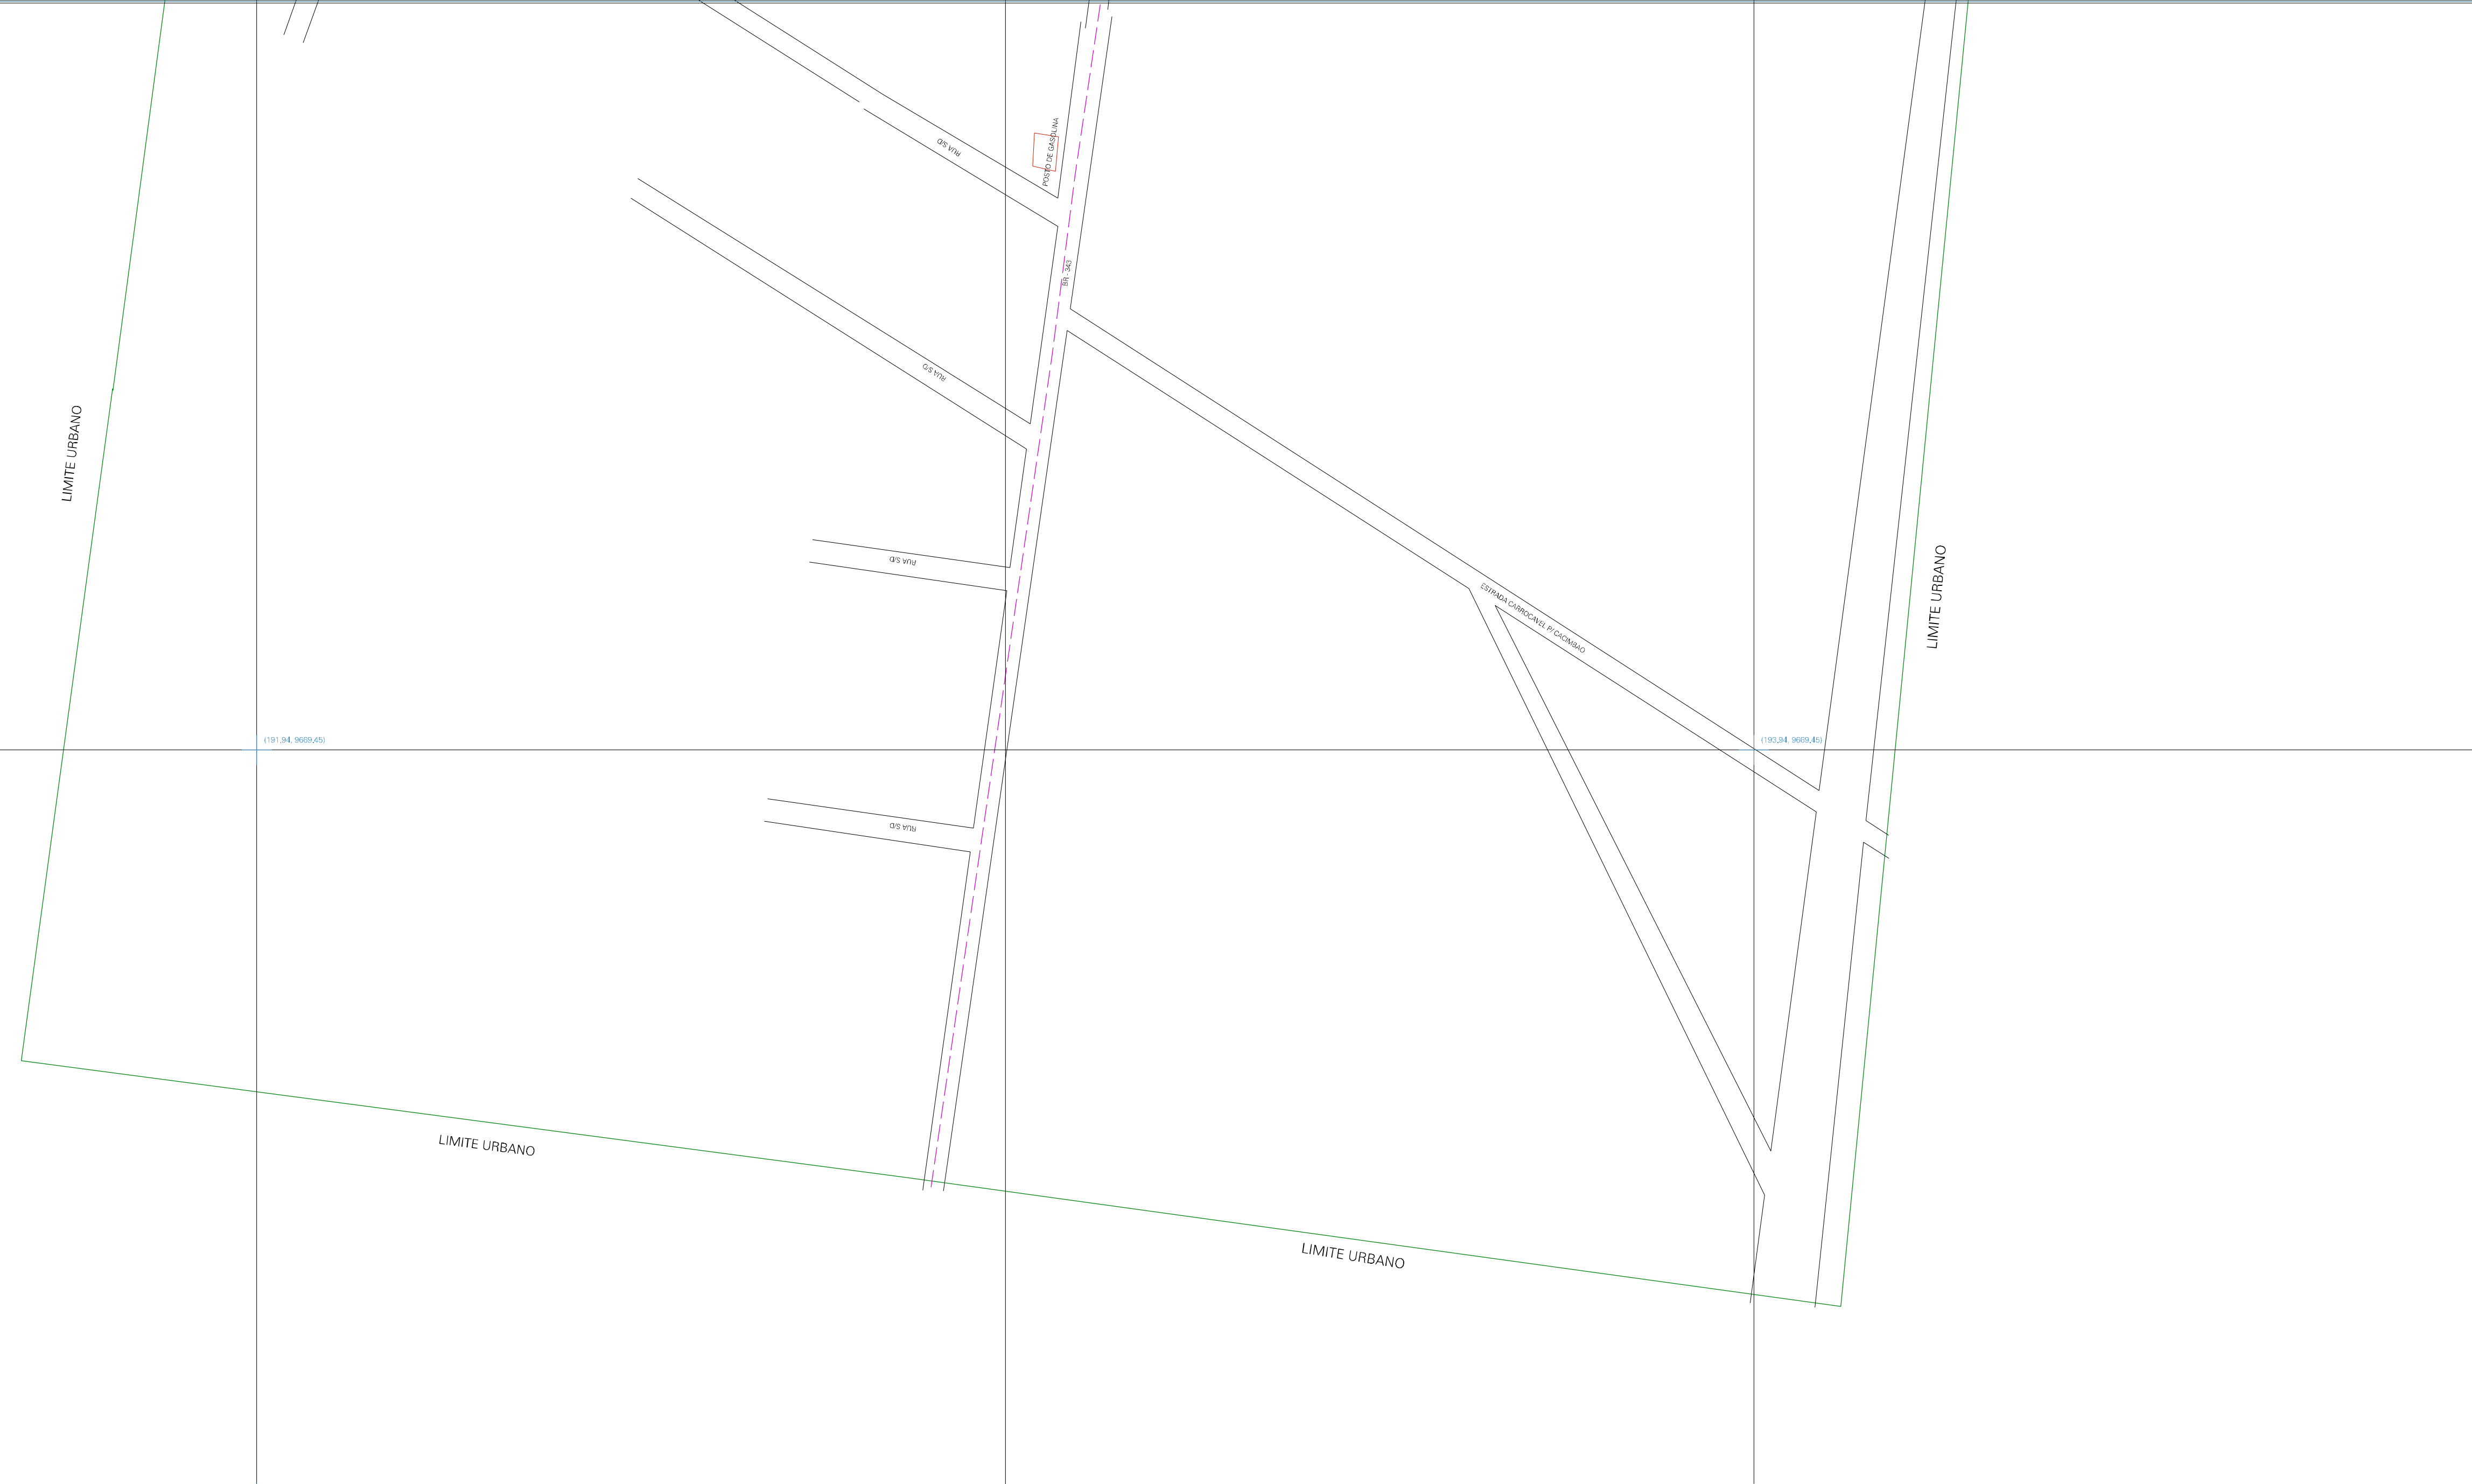 POSTO DE GASOLINA
RUA S/D
BR - 343
RUA S/D
LIMITE URBANO
RUA S/D
LIMITE URBANO
ESTRADA CARROCAVEL P/ CACIMBAO
(191,94, 9669,45)
(193,94, 9669,45)
RUA S/D
LIMITE URBANO
LIMITE URBANO